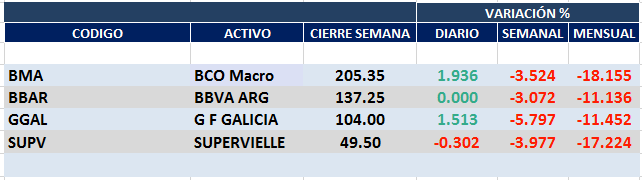 VARIACIÓN %
CODIGO ACTIVO CIERRE SEMANA DIARIO SEMANAL MENSUAL
BMA BCO Macro 205.35 1.936 -3.524 -18.155
BBAR BBVA ARG 137.25 0.000 -3.072 -11.136
GGAL G F GALICIA 104.00 1.513 -5.797 -11.452
SUPV SUPERVIELLE 49.50 -0.302 -3.977 -17.224